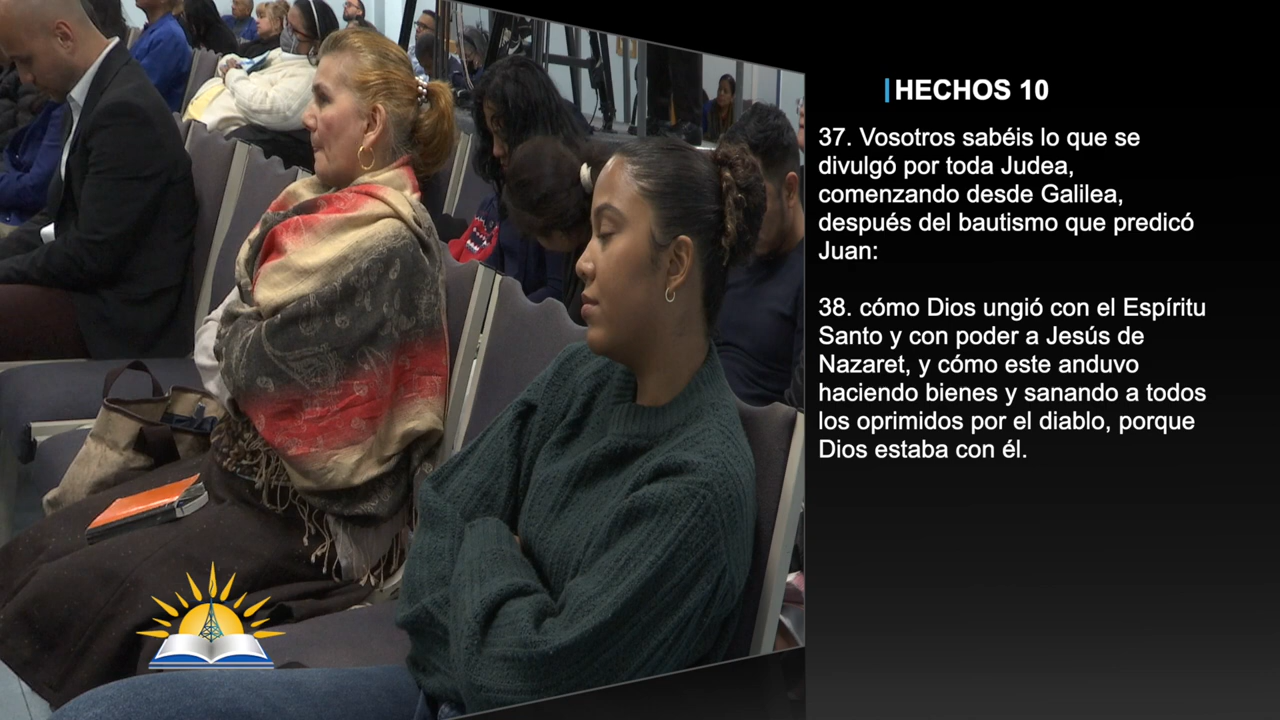 HECHOS 10
37. Vosotros sabéis lo que se
divulgó por toda Judea,
comenzando desde Galilea,
después del bautismo que predicó
Juan:
38. cómo Dios ungió con el Espíritu
Santo y con poder a Jesús de
Nazaret, y cómo este anduvo
haciendo bienes y sanando a todos
los oprimidos por el diablo, porque
Dios estaba con él.